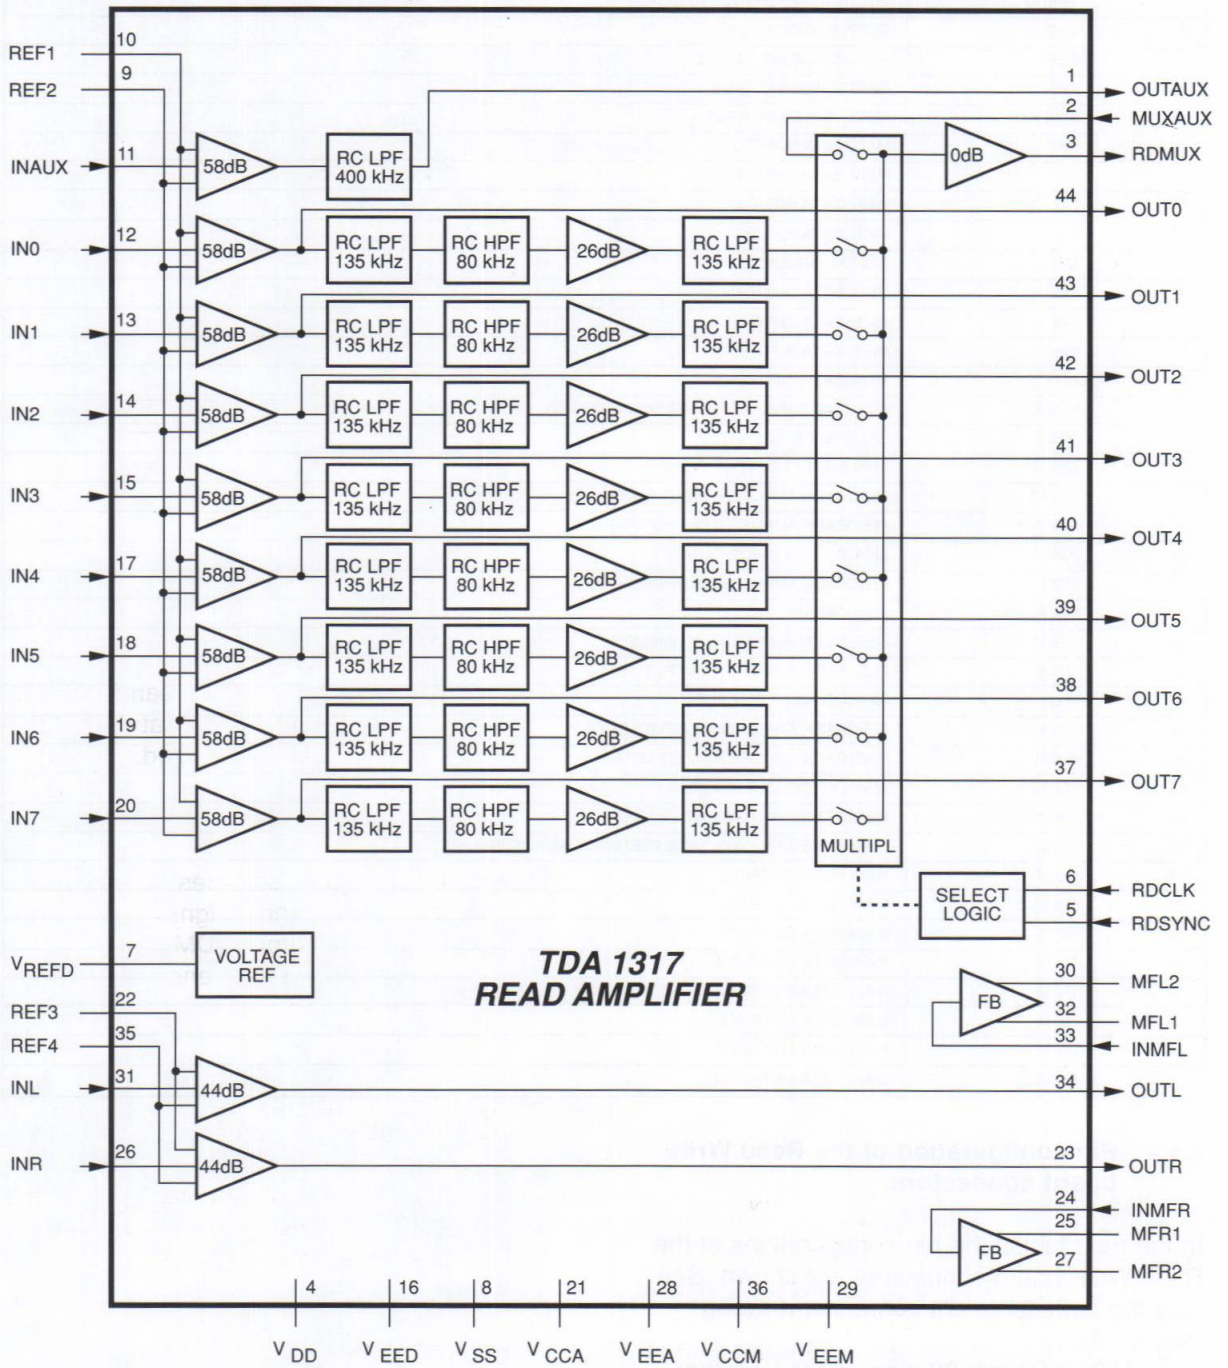 10
REF1
9
REF2
1
OUTAUX
2
MUXAUX
11
INAUX
58dB
RC LPF
400 kHz
0dB
3
RDMUX
44
OUT0
12
IN0
58dB
RC LPF
135 kHz
RC HPF
80 kHz
26dB
RC LPF
135 kHz
43
OUT1
13
IN1
58dB
RC LPF
135 kHz
RC HPF
80 kHz
26dB
RC LPF
135 kHz
42
OUT2
14
IN2
58dB
RC LPF
135 kHz
RC HPF
80 kHz
26dB
RC LPF
135 kHz
41
OUT3
15
IN3
58dB
RC LPF
135 kHz
RC HPF
80 kHz
26dB
RC LPF
135 kHz
40
OUT4
17
IN4
58dB
RC LPF
135 kHz
RC HPF
80 kHz
26dB
RC LPF
135 kHz
39
OUT5
18
IN5
58dB
RC LPF
135 kHz
RC HPF
80 kHz
26dB
RC LPF
135 kHz
38
OUT6
19
IN6
58dB
RC LPF
135 kHz
RC HPF
80 kHz
26dB
RC LPF
135 kHz
37
OUT7
20
IN7
58dB
RC LPF
135 kHz
RC HPF
80 kHz
26dB
RC LPF
135 kHz
MULTIPL
SELECT
LOGIC
6
RDCLK
5
RDSYNC
7
VREFD
VOLTAGE
REF
TDA 1317
READ AMPLIFIER
30
MFL2
FB
32
MFL1
33
INMFL
22
REF3
35
REF4
31
INL
44dB
34
OUTL
26
INR
44dB
23
OUTR
24
INMFR
25
MFR1
FB
27
MFR2
4 16 8 21 28 36 29
VDD VEED VSS VCCA VEEA VCCM VEEM